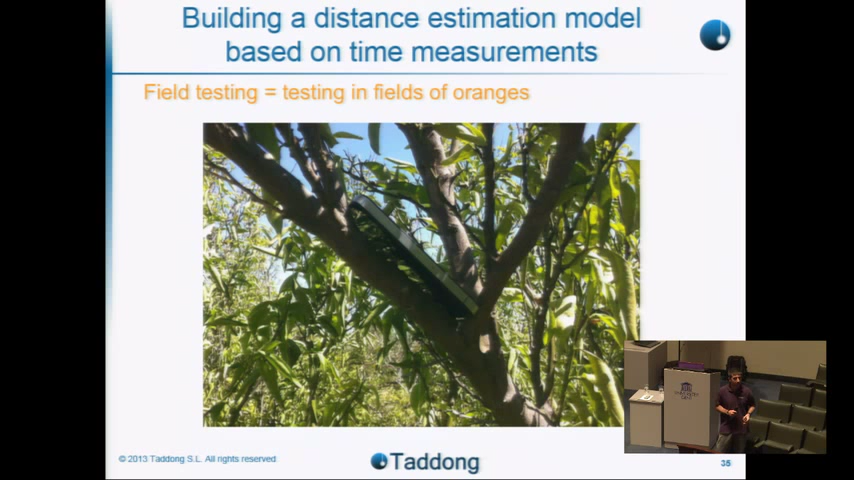 Building a distance estimation model
based on time measurements
Field testing = testing in fields of oranges
© 2013 Taddong S.L. All rights reserved
Taddong
35